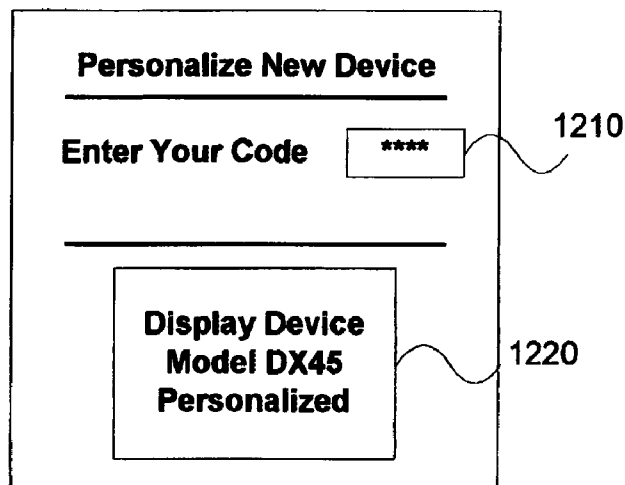 Personalize New Device
Enter Your Code
****
1210
Display Device
Model DX45
Personalized
1220